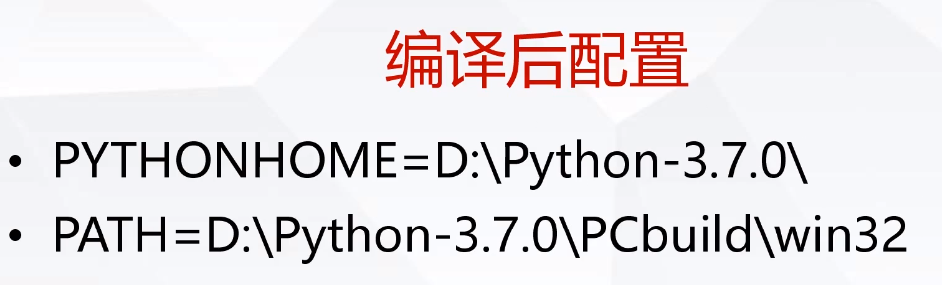 编译后配置
• PYTHONHOME=D:\Python-3.7.0\
• PATH=D:\Python-3.7.0\PCbuild\win32